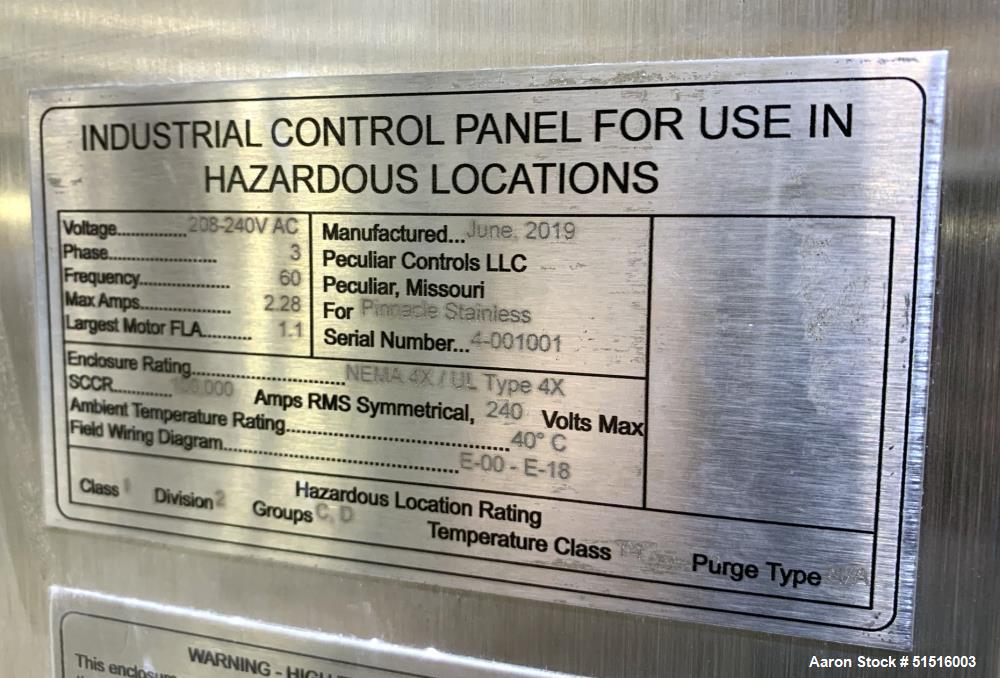 INDUSTRIAL CONTROL PANEL FOR USE IN
HAZARDOUS LOCATIONS
Voltage............... 208-240V AC
Phase....................... 3
Frequency................... 60
Max Amps.................... 2.28
Largest Motor FLA.......... 1.1
Manufactured... June, 2019
Peculiar Controls LLC
Peculiar, Missouri
For Pinnacle Stainless
Serial Number... 4-001001
Enclosure Rating................................. NEMA 4X / UL Type 4X
SCCR............ Amps RMS Symmetrical, 240 Volts Max
Ambient Temperature Rating................................................ 40° C
Field Wiring Diagram.................................................. E-00 - E-18
Hazardous Location Rating
Class Division 2 Groups C, D Temperature Class Purge Type
WARNING -
This
Aaron Stock # 51516003